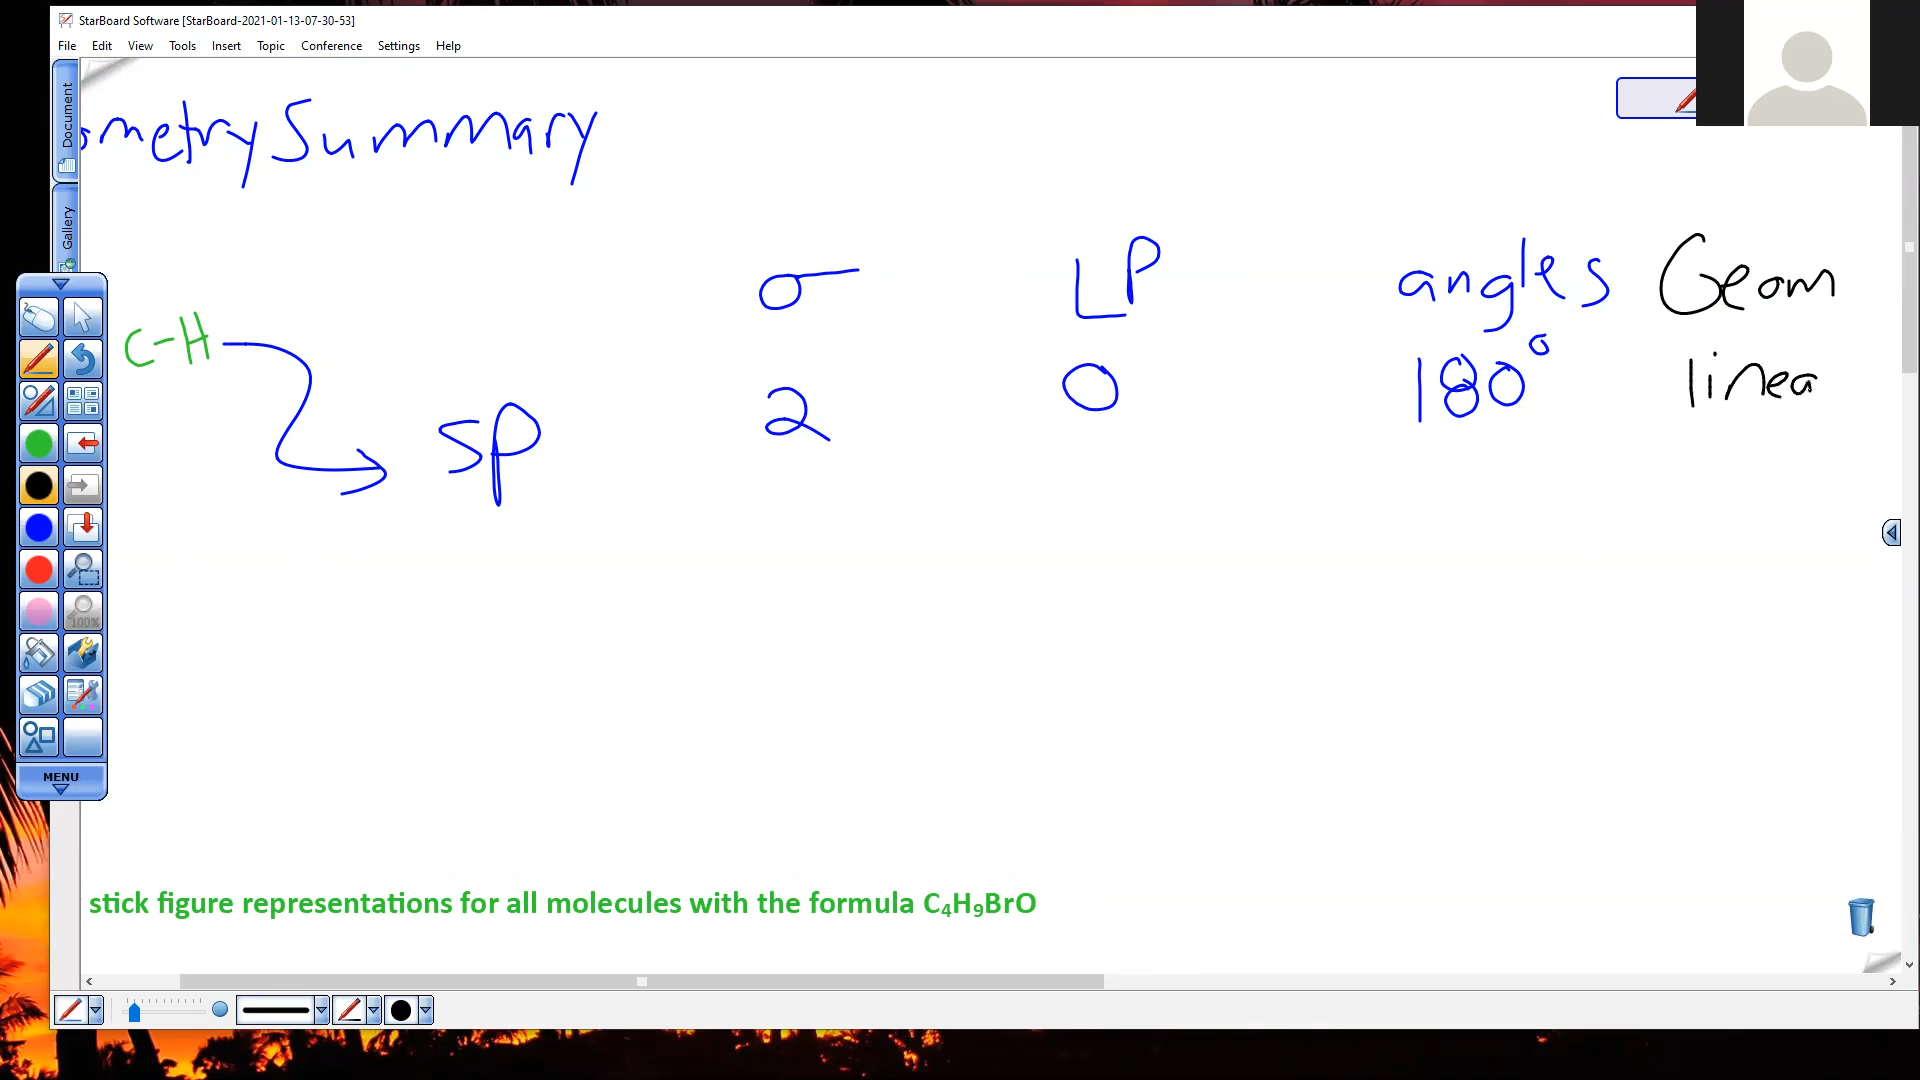 StarBoard Software [StarBoard-2021-01-13-07-30-53]
File Edit View Tools Insert Topic Conference Settings Help
Document
Gallery
ometry Summary
σ LP angles Geom
C-H
2 0 180° linea
sp
100%
MENU
stick figure representations for all molecules with the formula C₄H₉BrO